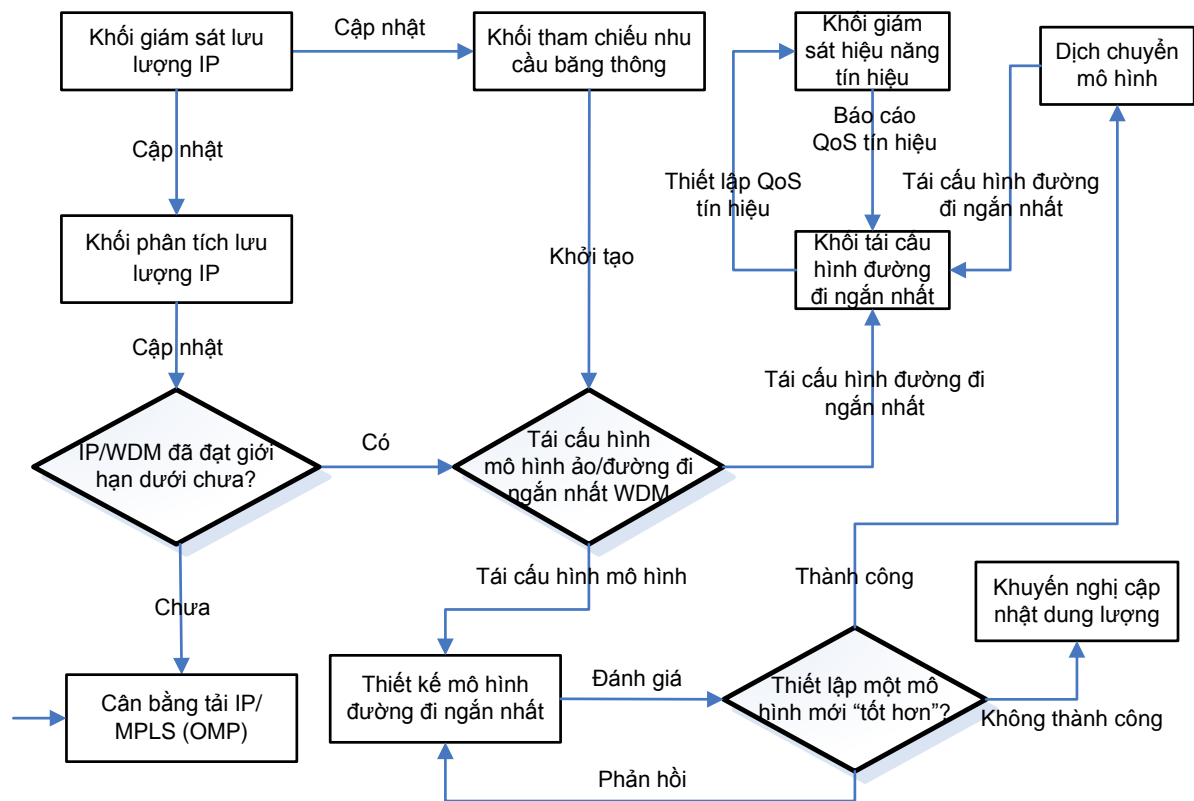 Khối giám sát lưu
lượng IP
Cập nhật
Khối tham chiếu nhu
cầu băng thông
Khối giám
sát hiệu năng
tín hiệu
Dịch chuyển
mô hình
Cập nhật
Báo cáo
QoS tín hiệu
Thiết lập QoS
tín hiệu
Tái cấu hình đường
đi ngắn nhất
Khối phân tích lưu
lượng IP
Khởi tạo
Khối tái cấu
hình đường
đi ngắn nhất
Cập nhật
Tái cấu hình đường đi
ngắn nhất
IP/WDM đã đạt giới
hạn dưới chưa?
Có
Tái cấu hình
mô hình ảo/đường đi
ngắn nhất WDM
Tái cấu hình mô hình
Thành công
Khuyến nghị cập
nhật dung lượng
Chưa
Cân bằng tải IP/
MPLS (OMP)
Thiết kế mô hình
đường đi ngắn nhất
Đánh giá
Thiết lập một mô
hình mới “tốt hơn”?
Không thành công
Phản hồi